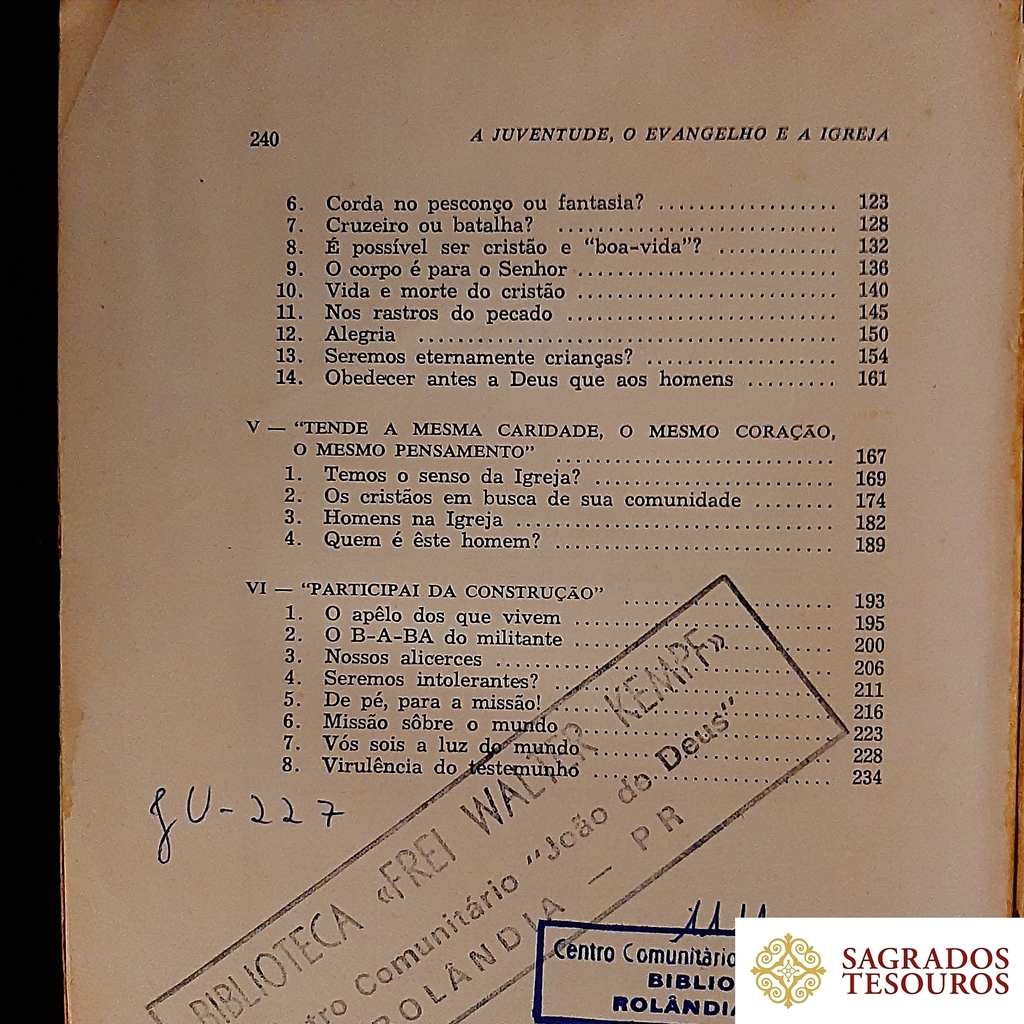 240 A JUVENTUDE, O EVANGELHO E A IGREJA
6. Corda no pesconço ou fantasia? .................. 123
7. Cruzeiro ou batalha? ............................ 128
8. É possível ser cristão e “boa-vida”? ............ 132
9. O corpo é para o Senhor .......................... 136
10. Vida e morte do cristão .......................... 140
11. Nos rastros do pecado ........................... 145
12. Alegria .......................................... 150
13. Seremos eternamente crianças? ................... 154
14. Obedecer antes a Deus que aos homens ......... 161
V — “TENDE A MESMA CARIDADE, O MESMO CORAÇÃO,
O MESMO PENSAMENTO” ............................ 167
1. Temos o senso da Igreja? ........................ 169
2. Os cristãos em busca de sua comunidade ........ 174
3. Homens na Igreja ................................ 182
4. Quem é êste homem? ............................ 189
VI — “PARTICIPAI DA CONSTRUÇÃO” ..................... 193
1. O apêlo dos que vivem .......................... 195
2. O B-A-BA do militante ........................... 200
3. Nossos alicerces .................................. 206
4. Seremos intolerantes? ............................. 211
5. De pé, para a missão! ............................. 216
6. Missão sôbre o mundo ........................... 223
7. Vós sois a luz do mundo ......................... 228
8. Virulência do testemunho ........................ 234
JU-227
BIBLIOTECA «FREI WALTER KEMPF»
tro Comunitário "João de Deus"
ROLÂNDIA — PR
Centro Comunitário
BIBLIO
ROLÂNDIA
SAGRADOS
TESOUROS